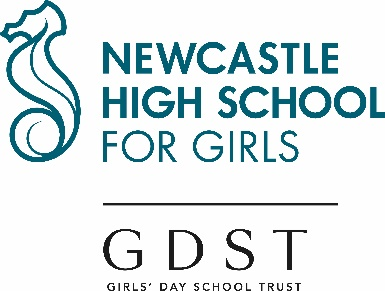 NEWCASTLE
HIGH SCHOOL
FOR GIRLS
GDST
GIRLS' DAY SCHOOL TRUST